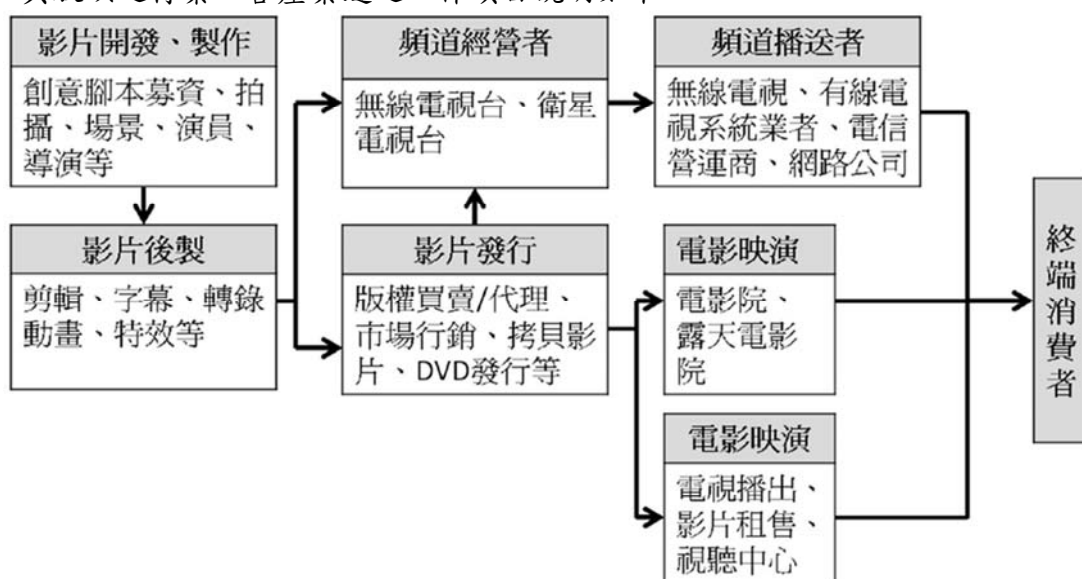 影片開發、製作
創意腳本募資、拍
攝、場景、演員、
導演等
頻道經營者
無線電視台、衛星
電視台
頻道播送者
無線電視、有線電
視系統業者、電信
營運商、網路公司
影片後製
剪輯、字幕、轉錄
動畫、特效等
影片發行
版權買賣/代理、
市場行銷、拷貝影
片、DVD發行等
電影映演
電影院、
露天電影
院
電影映演
電視播出、
影片租售、
視聽中心
終端消費者